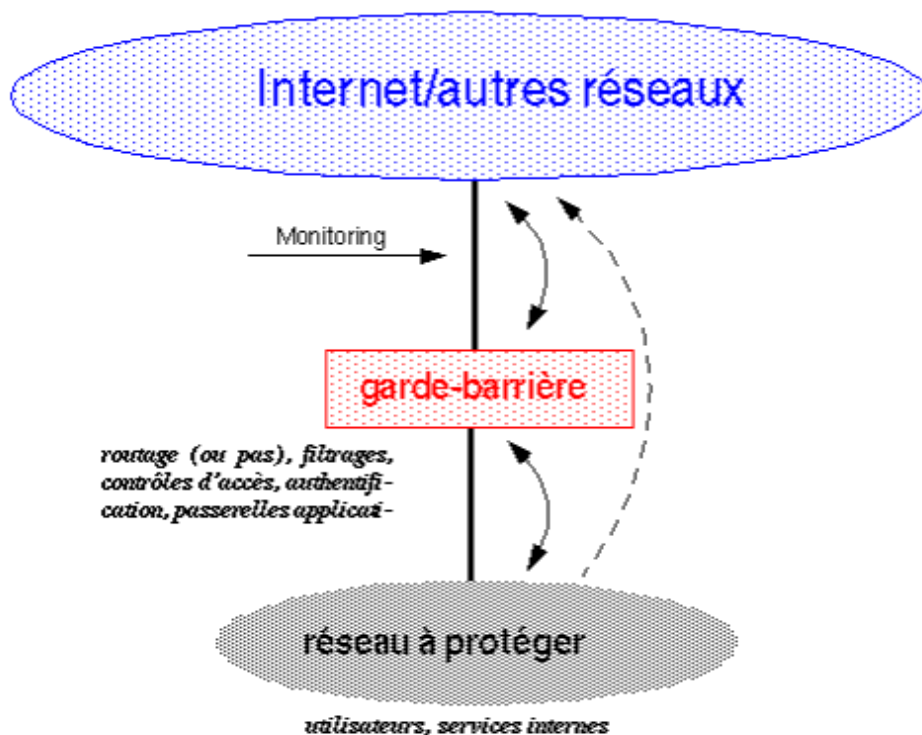 Internet/autres réseaux
Monitoring
garde-barrière
routage (ou pas), filtrages,
contrôles d'accès, authentifi-
cation, passerelles applicati-
réseau à protéger
utilisateurs, services internes